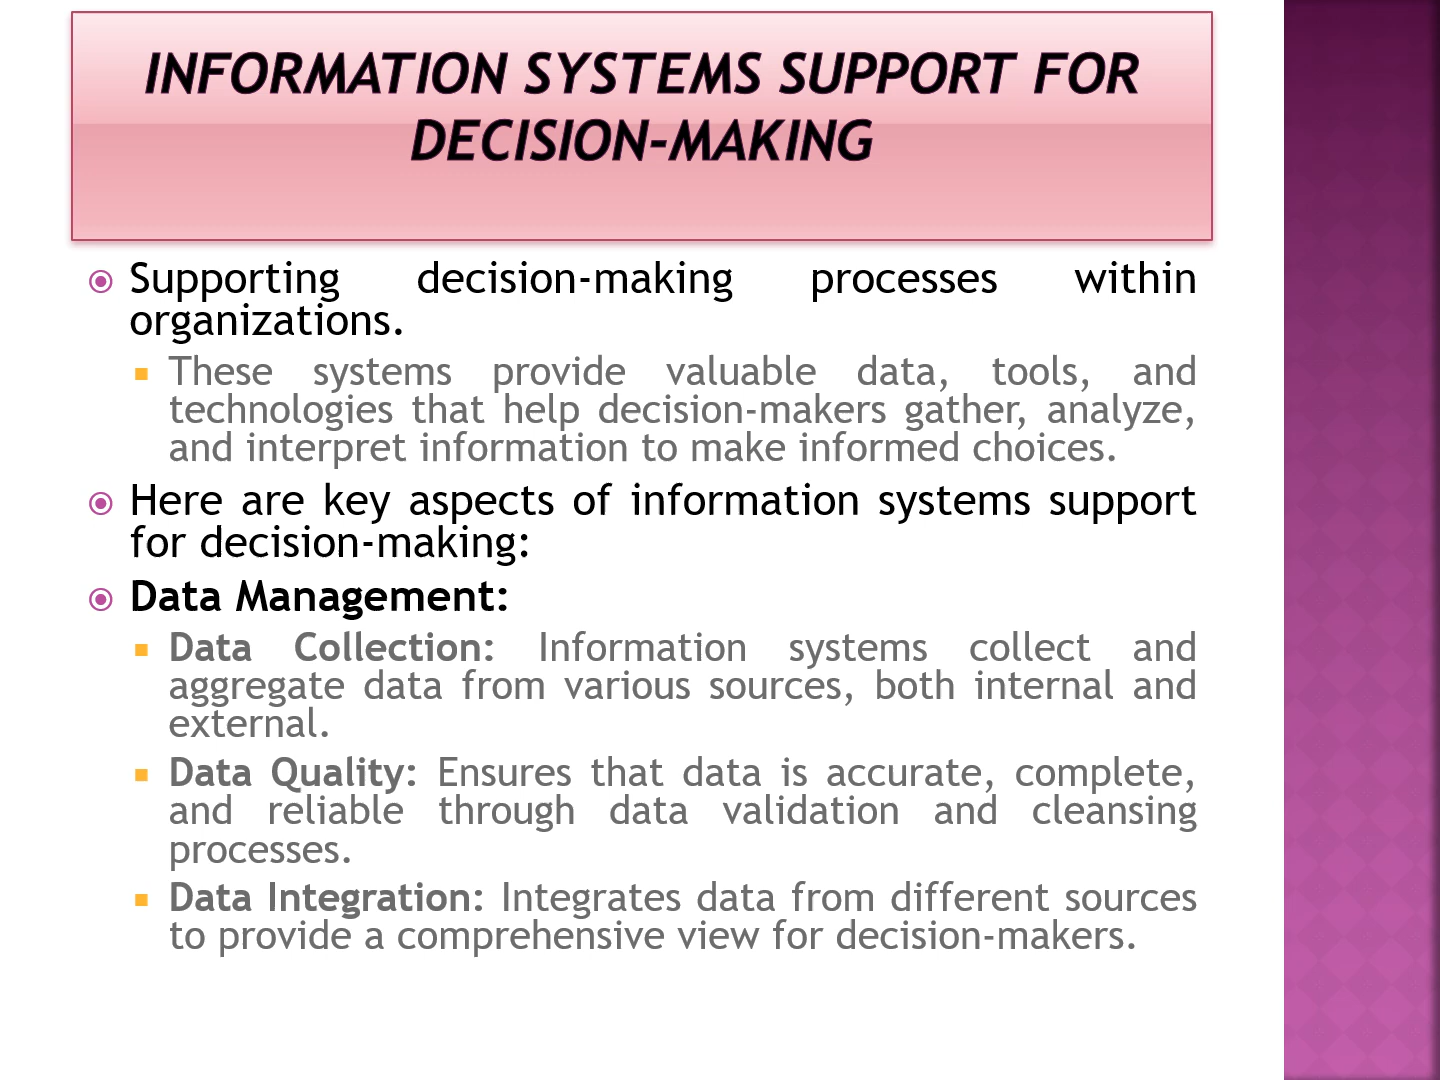 INFORMATION SYSTEMS SUPPORT FOR
DECISION-MAKING
Supporting decision-making processes within
organizations.
These systems provide valuable data, tools, and
technologies that help decision-makers gather, analyze,
and interpret information to make informed choices.
Here are key aspects of information systems support
for decision-making:
Data Management:
Data Collection: Information systems collect and
aggregate data from various sources, both internal and
external.
Data Quality: Ensures that data is accurate, complete,
and reliable through data validation and cleansing
processes.
Data Integration: Integrates data from different sources
to provide a comprehensive view for decision-makers.